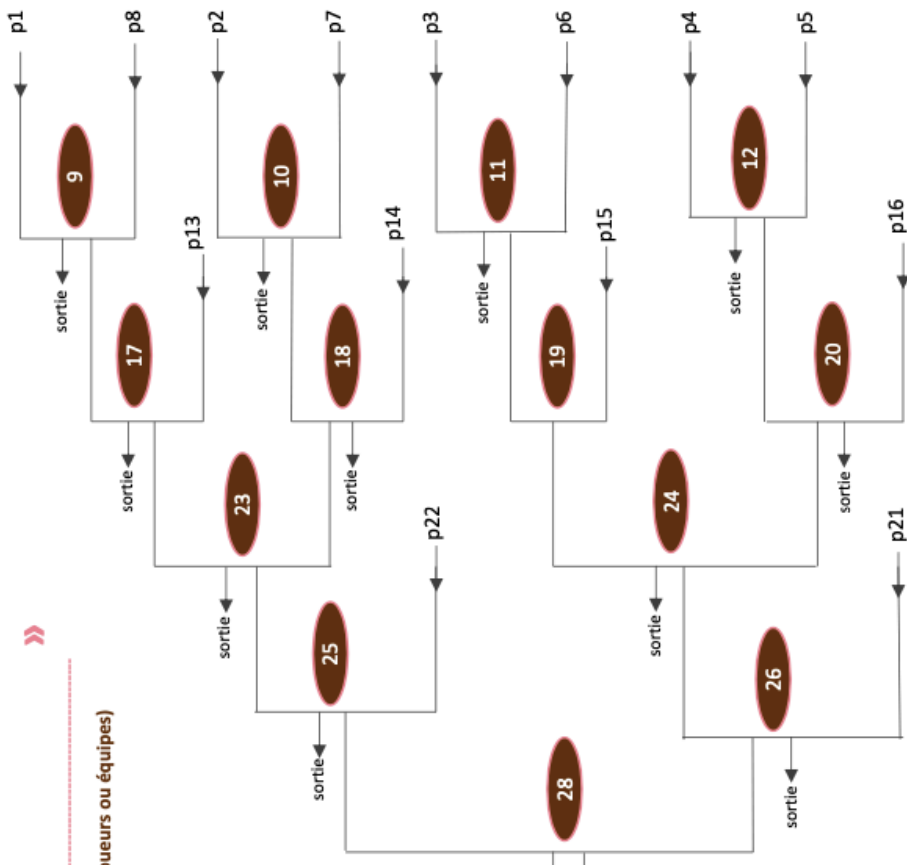 p1
p8
p2
p7
p3
p6
p4
p5
9
10
11
12
sortie
p13
sortie
p14
sortie
p15
sortie
p16
17
18
19
20
sortie
sortie
sortie
23
24
sortie
p22
sortie
p21
25
26
sortie
sortie
28
»
ueurs ou équipes)